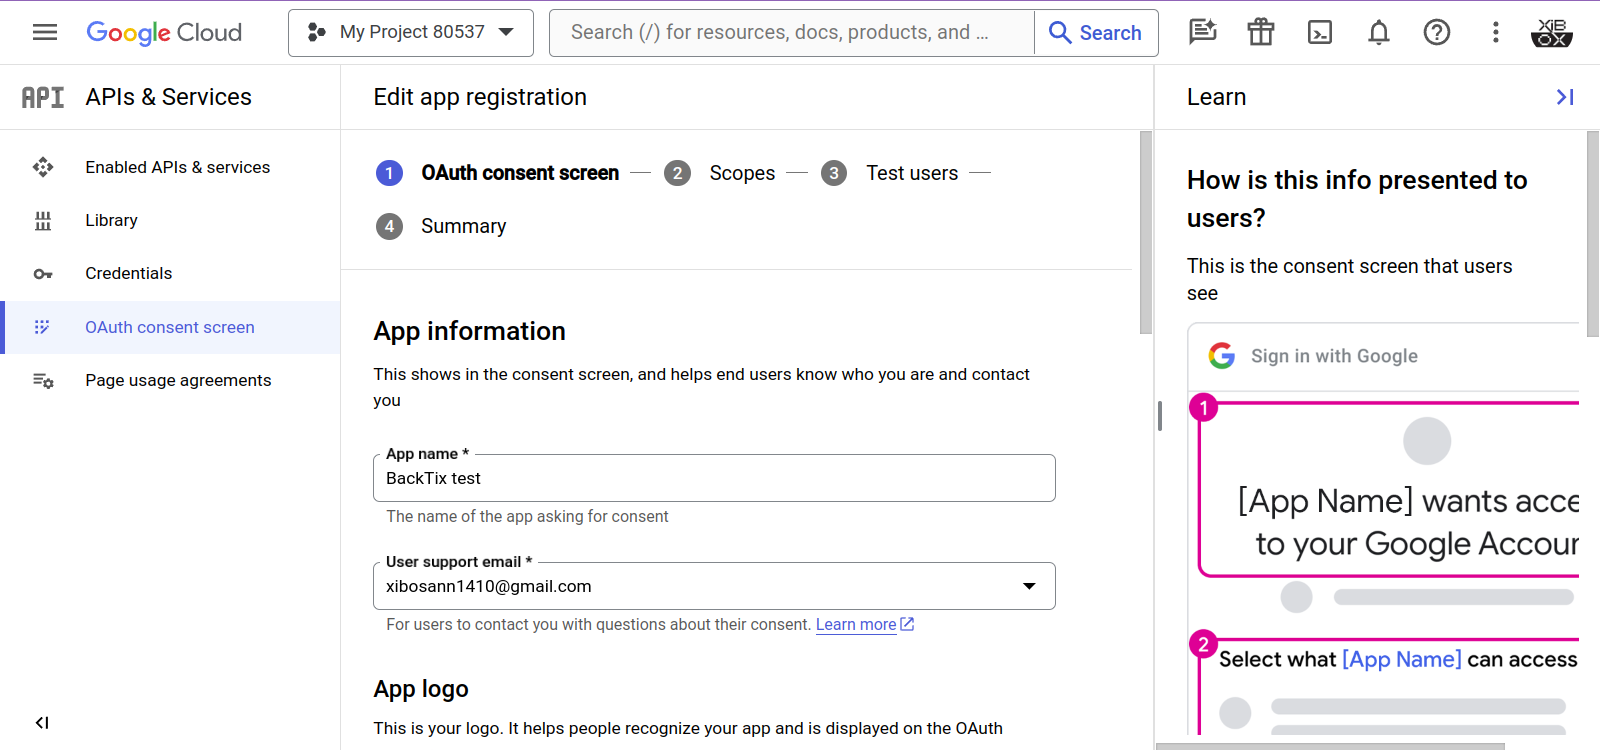 Google Cloud
My Project 80537
Search (/) for resources, docs, products, and ...
Search
XiB
OX
API
APIs & Services
Enabled APIs & services
Library
Credentials
OAuth consent screen
Page usage agreements
Edit app registration
1 OAuth consent screen
2 Scopes
3 Test users
4 Summary
App information
This shows in the consent screen, and helps end users know who you are and contact
you
App name *
BackTix test
The name of the app asking for consent
User support email *
xibosann1410@gmail.com
For users to contact you with questions about their consent. Learn more
App logo
This is your logo. It helps people recognize your app and is displayed on the OAuth
Learn
How is this info presented to
users?
This is the consent screen that users
see
Sign in with Google
1
[App Name] wants acce
to your Google Accour
2
Select what [App Name] can access